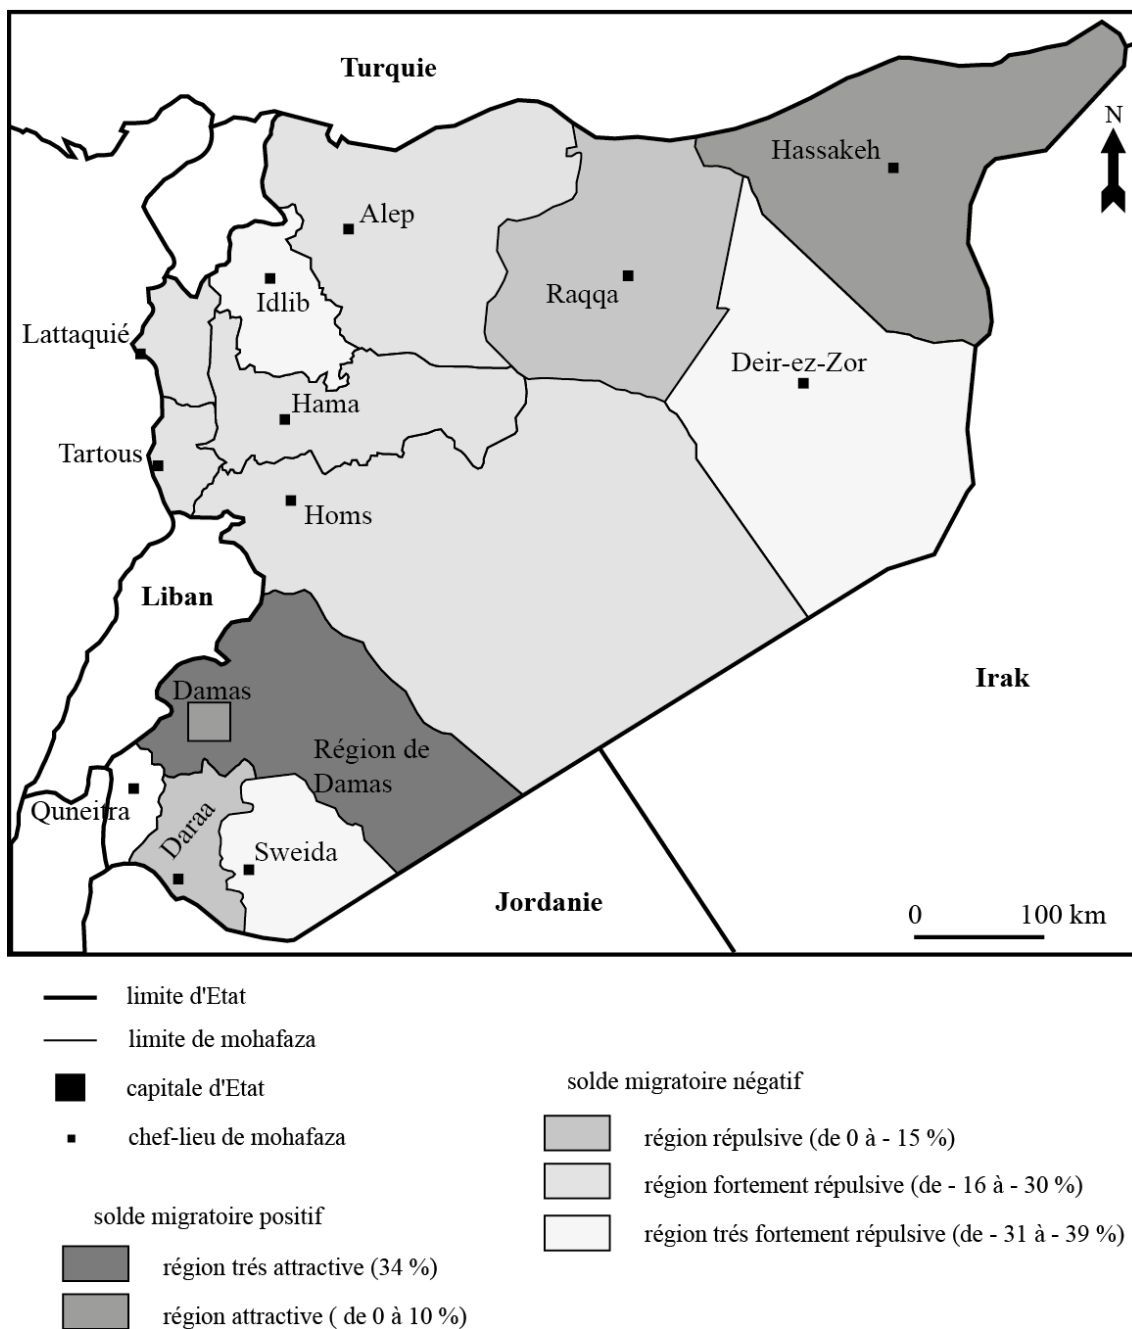 Turquie
N
Hassakeh
Alep
Idlib
Raqqa
Lattaquié
Deir-ez-Zor
Hama
Tartous
Homs
Liban
Irak
Damas
Région de
Damas
Quneitra
Daraa
Sweida
Jordanie
0 100 km
limite d'Etat
limite de mohafaza
capitale d'Etat
chef-lieu de mohafaza
solde migratoire positif
région trés attractive (34 %)
région attractive ( de 0 à 10 %)
solde migratoire négatif
région répulsive (de 0 à - 15 %)
région fortement répulsive (de - 16 à - 30 %)
région trés fortement répulsive (de - 31 à - 39 %)